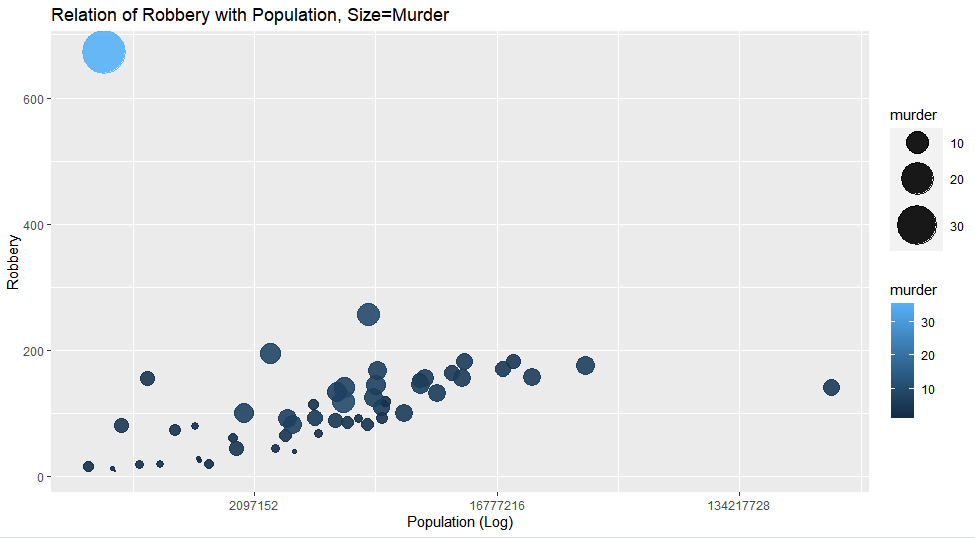 Relation of Robbery with Population, Size=Murder
Robbery
600
400
200
0
2097152
16777216
134217728
Population (Log)
murder
10
20
30
murder
30
20
10